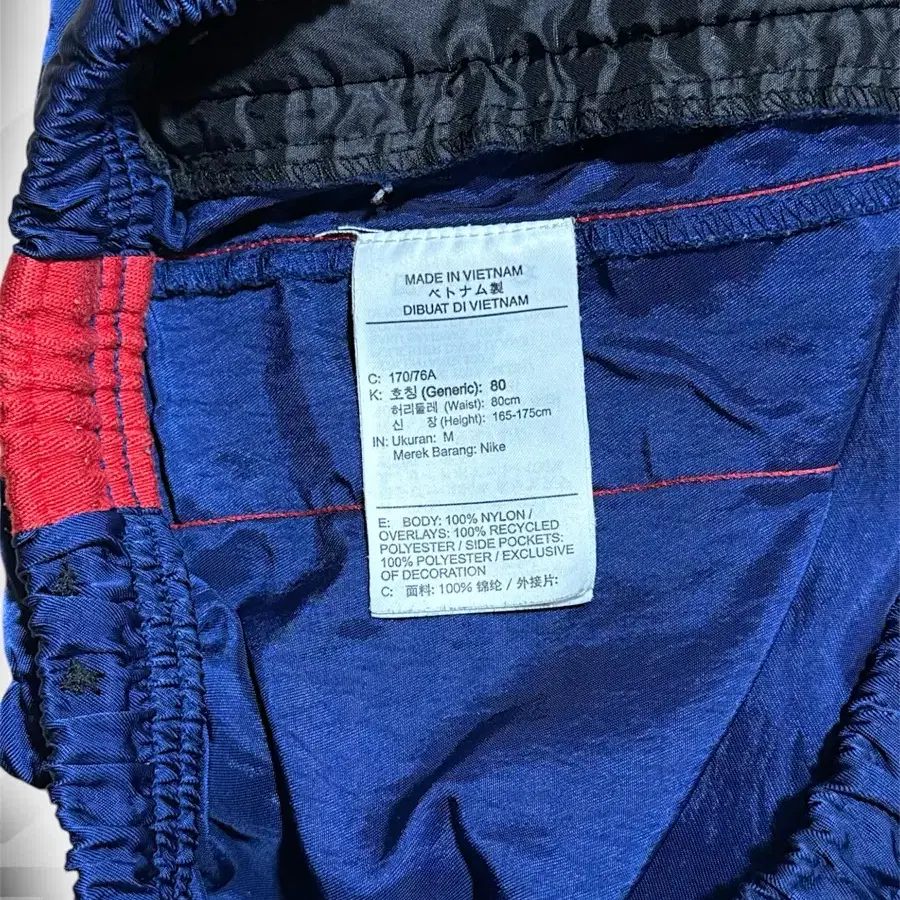 MADE IN VIETNAM
ベトナム製
DIBUAT DI VIETNAM
C: 170/76A
K: 호칭 (Generic): 80
허리둘레 (Waist): 80cm
신 장 (Height): 165-175cm
IN: Ukuran: M
Merek Barang: Nike
E: BODY: 100% NYLON /
OVERLAYS: 100% RECYCLED
POLYESTER / SIDE POCKETS:
100% POLYESTER / EXCLUSIVE
OF DECORATION
C: 面料: 100% 锦纶 / 外接片: